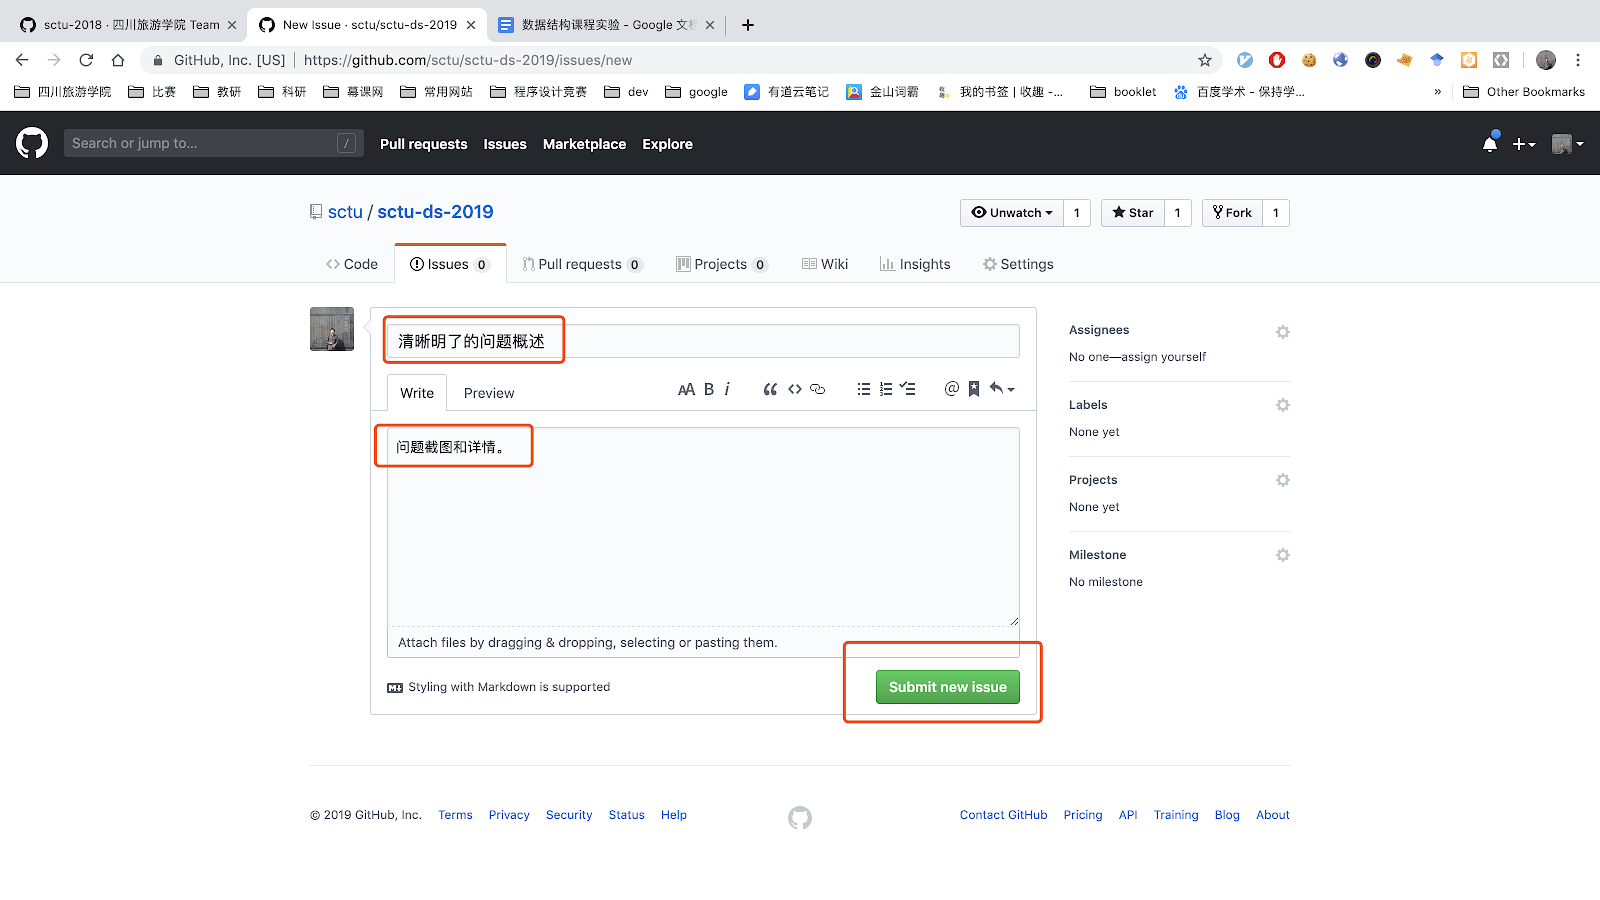 sctu-2018 · 四川旅游学院 Team
New Issue · sctu/sctu-ds-2019
数据结构课程实验 - Google 文档
GitHub, Inc. [US] | https://github.com/sctu/sctu-ds-2019/issues/new
四川旅游学院 比赛 教研 科研 慕课网 常用网站 程序设计竞赛 dev google 有道云笔记 金山词霸 我的书签 | 收趣 -... booklet 百度学术 - 保持学... » Other Bookmarks
Search or jump to... /
Pull requests Issues Marketplace Explore
sctu / sctu-ds-2019
Unwatch 1 Star 1 Fork 1
Code Issues 0 Pull requests 0 Projects 0 Wiki Insights Settings
清晰明了的问题概述
Write Preview AA B i
问题截图和详情。
Attach files by dragging & dropping, selecting or pasting them.
Styling with Markdown is supported
Submit new issue
Assignees
No one—assign yourself
Labels
None yet
Projects
None yet
Milestone
No milestone
© 2019 GitHub, Inc. Terms Privacy Security Status Help
Contact GitHub Pricing API Training Blog About